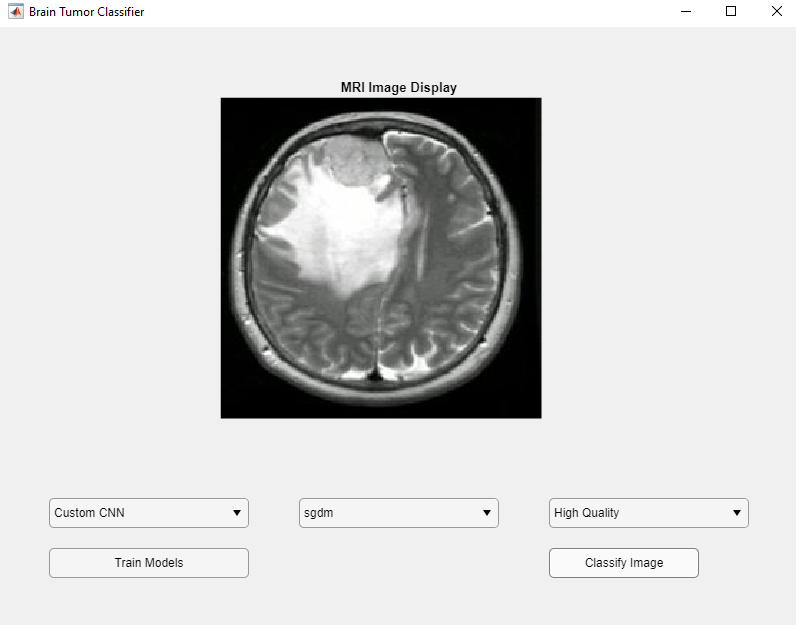 Brain Tumor Classifier
MRI Image Display
Custom CNN
sgdm
High Quality
Train Models
Classify Image